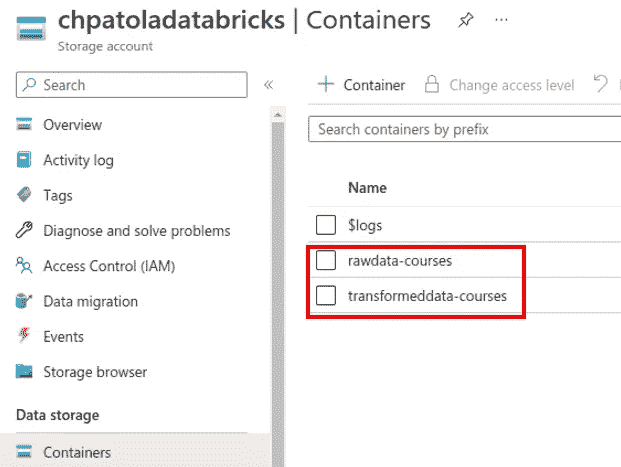 chpatoladatabricks | Containers
Storage account
Search
Overview
Activity log
Tags
Diagnose and solve problems
Access Control (IAM)
Data migration
Events
Storage browser
Data storage
Containers
Container
Change access level
Search containers by prefix
Name
$logs
rawdata-courses
transformeddata-courses